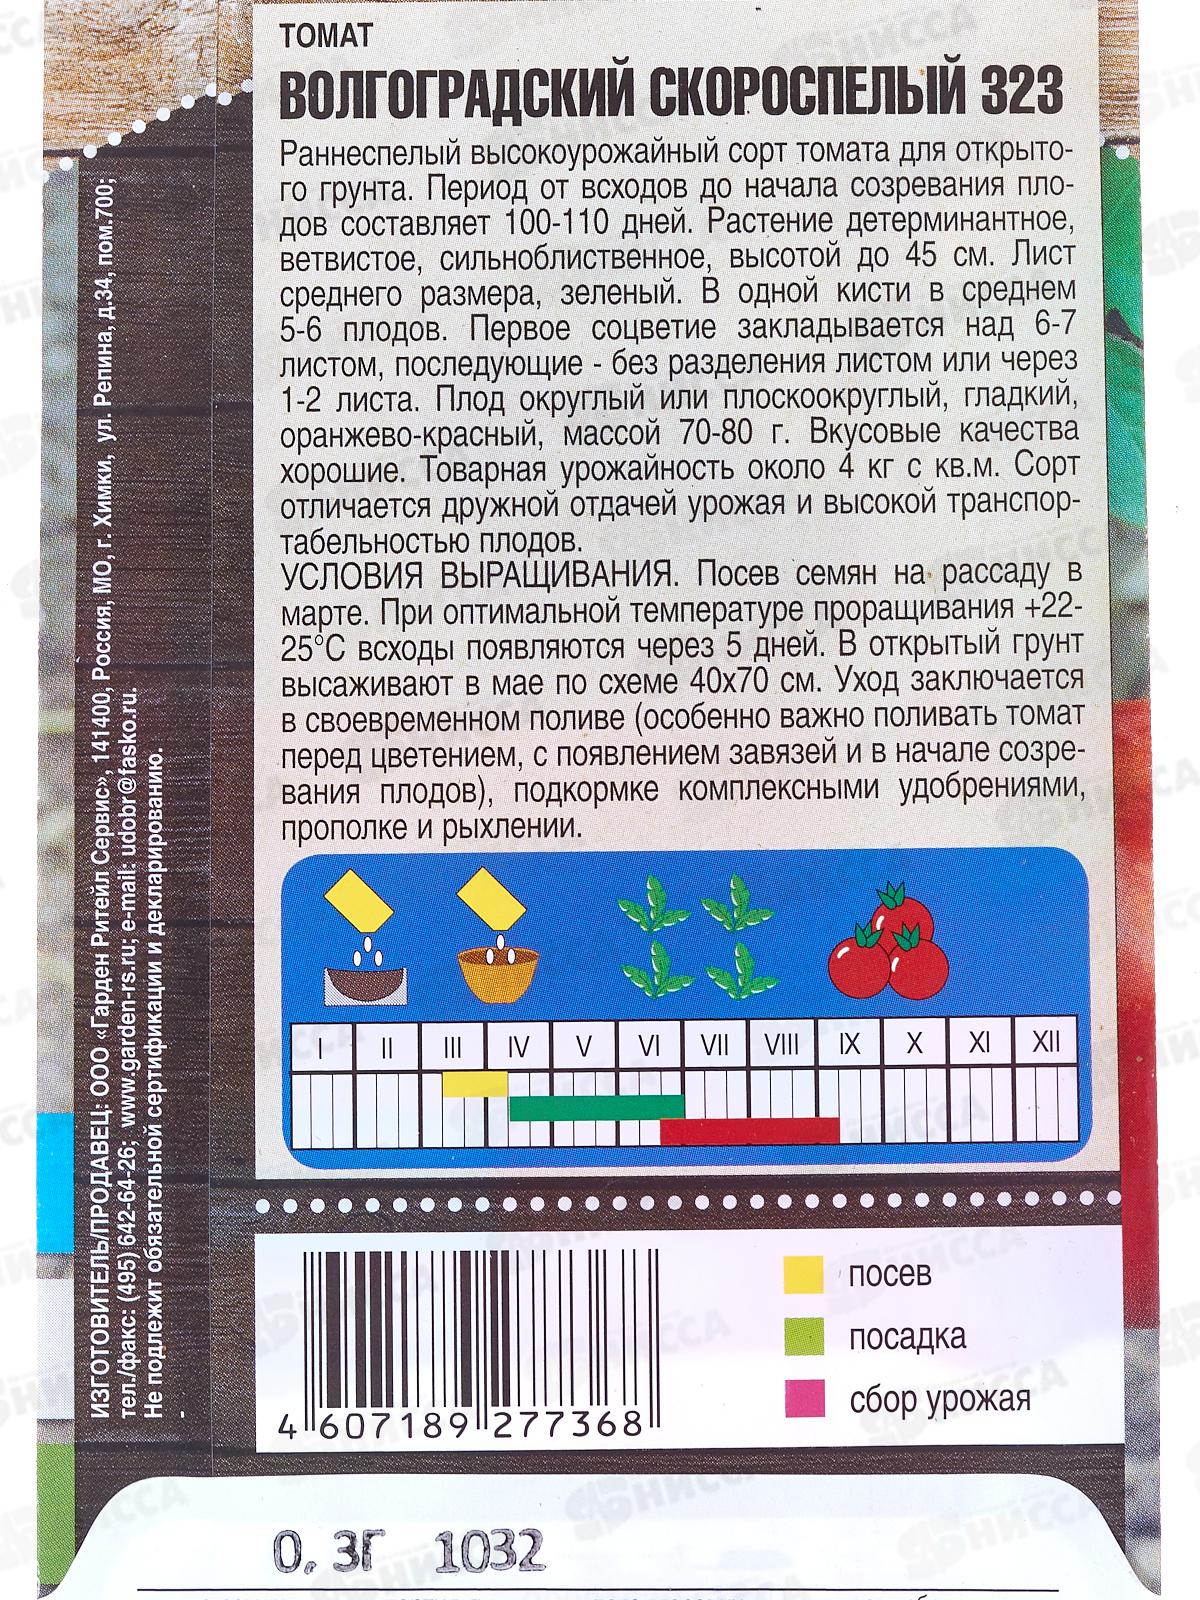 ТОМАТ
ВОЛГОГРАДСКИЙ СКОРОСПЕЛЫЙ 323
Раннеспелый высокоурожайный сорт томата для открыто-
го грунта. Период от всходов до начала созревания пло-
дов составляет 100-110 дней. Растение детерминантное,
ветвистое, сильноблиственное, высотой до 45 см. Лист
среднего размера, зеленый. В одной кисти в среднем
5-6 плодов. Первое соцветие закладывается над 6-7
листом, последующие - без разделения листом или через
1-2 листа. Плод округлый или плоскоокруглый, гладкий,
оранжево-красный, массой 70-80 г. Вкусовые качества
хорошие. Товарная урожайность около 4 кг с кв.м. Сорт
отличается дружной отдачей урожая и высокой транспор-
табельностью плодов.
УСЛОВИЯ ВЫРАЩИВАНИЯ. Посев семян на рассаду в
марте. При оптимальной температуре проращивания +22-
25°С всходы появляются через 5 дней. В открытый грунт
высаживают в мае по схеме 40х70 см. Уход заключается
в своевременном поливе (особенно важно поливать томат
перед цветением, с появлением завязей и в начале созре-
вания плодов), подкормке комплексными удобрениями,
прополке и рыхлении.
I II III IV V VI VII VIII IX X XI XII
посев
посадка
сбор урожая
4 607189 277368
0,3Г 1032
ИЗГОТОВИТЕЛЬ/ПРОДАВЕЦ: ООО «Гарден Ритейл Сервис», 141400, Россия, МО, г. Химки, ул. Репина, д.34, пом.700;
тел./факс: (495) 642-64-26; www.garden-rs.ru; e-mail: udobr@fasko.ru.
Не подлежит обязательной сертификации и декларированию.
НИССА